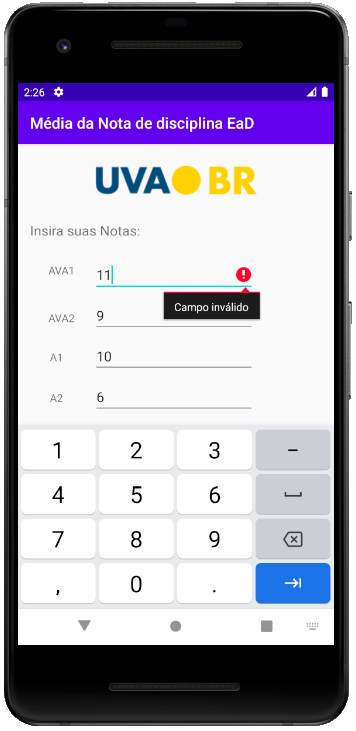 2:26
Média da Nota de disciplina EaD
UVA BR
Insira suas Notas:
AVA1 11
Campo inválido
AVA2 9
A1 10
A2 6
1 2 3 –
4 5 6
7 8 9
, 0 .